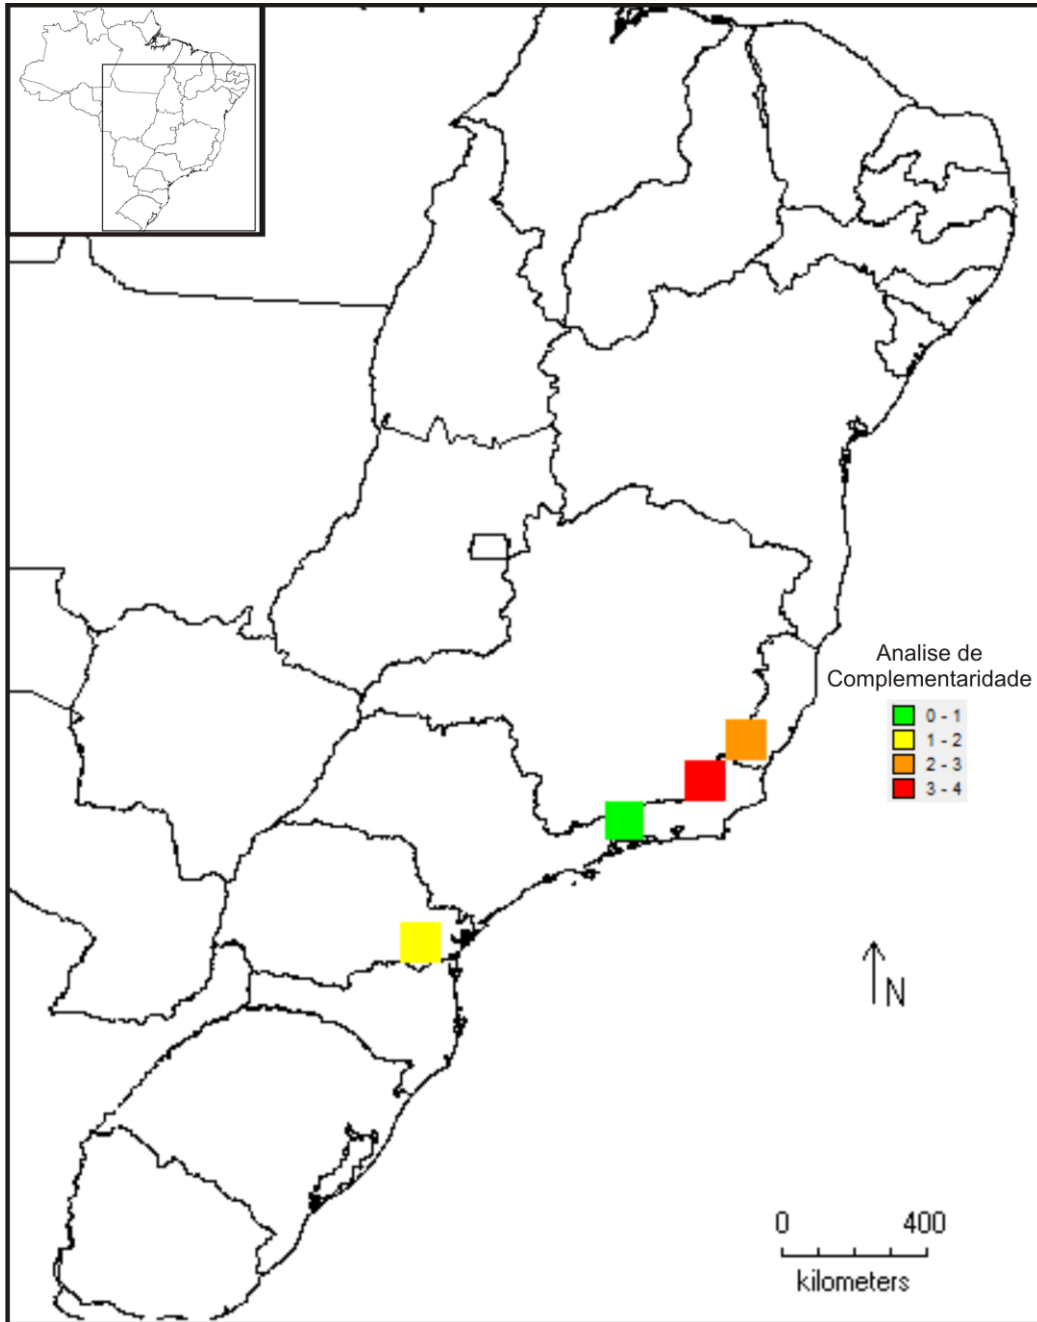 Analise de
Complementaridade
0 - 1
1 - 2
2 - 3
3 - 4
N
0 400
kilometers